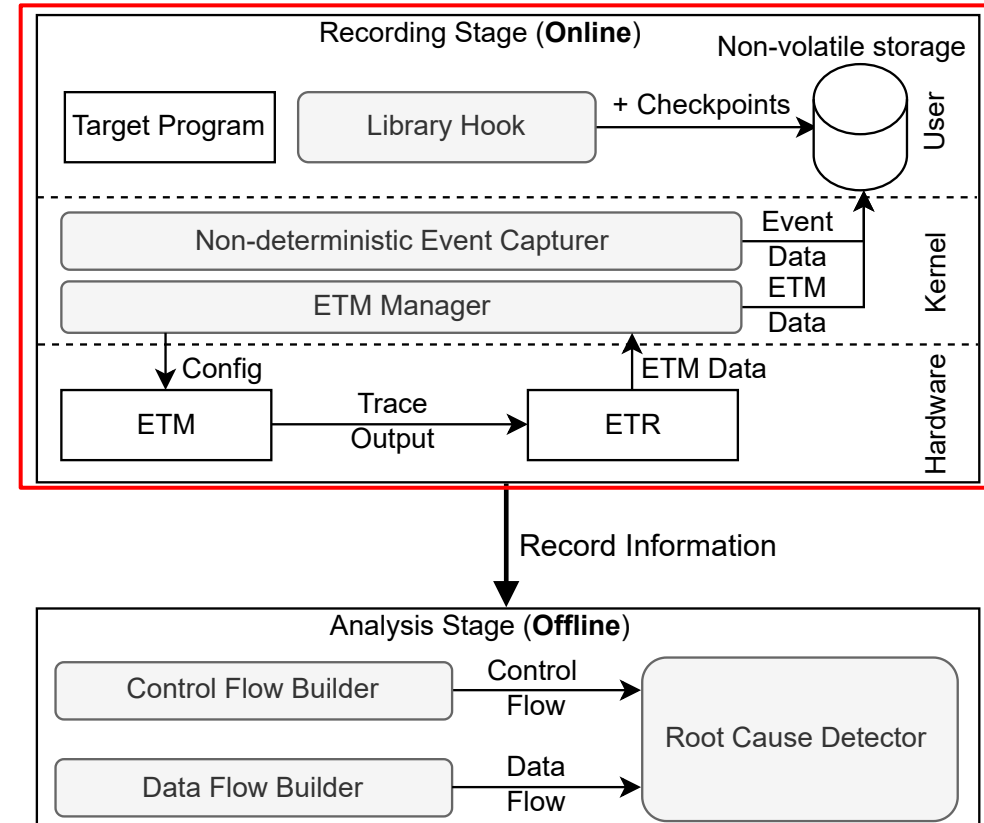 Recording Stage (Online)
Non-volatile storage
Target Program
Library Hook
+ Checkpoints
User
Non-deterministic Event Capturer
Event
Data
ETM Manager
ETM
Data
Kernel
Config
ETM Data
ETM
Trace
Output
ETR
Hardware
Record Information
Analysis Stage (Offline)
Control Flow Builder
Control
Flow
Root Cause Detector
Data Flow Builder
Data
Flow